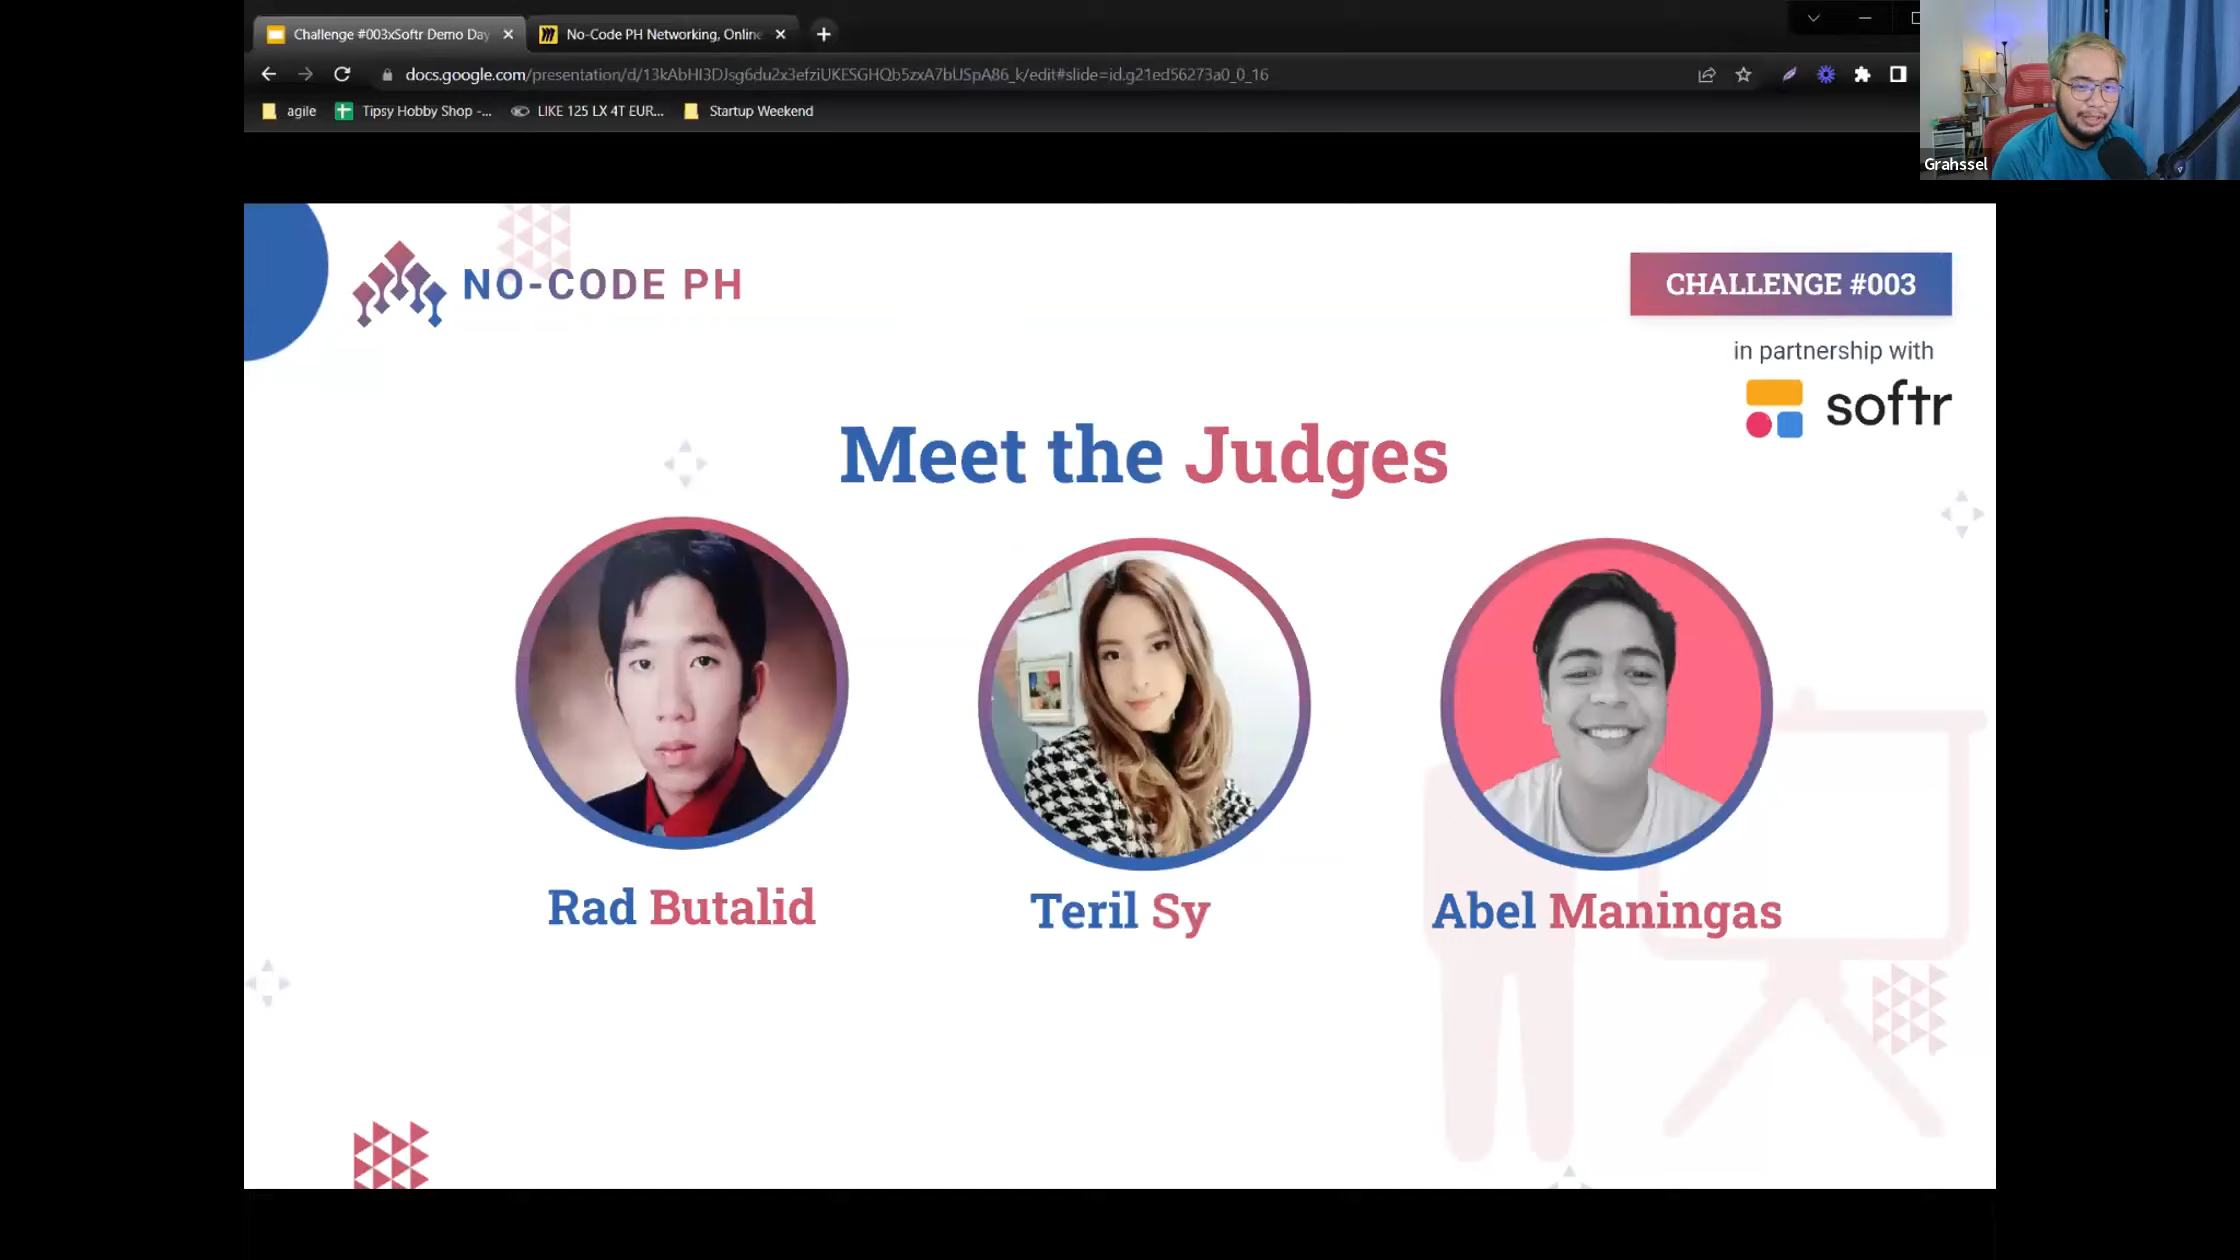 Challenge #003xSoftr Demo Day
No-Code PH Networking, Online
docs.google.com/presentation/d/13kAbHI3DJsg6du2x3efziUKESGHQb5zxA7bUSpA86_k/edit#slide=id.g21ed56273a0_0_16
agile
Tipsy Hobby Shop -...
LIKE 125 LX 4T EUR...
Startup Weekend
Grahssel
NO-CODE PH
CHALLENGE #003
in partnership with
softr
Meet the Judges
Rad Butalid
Teril Sy
Abel Maningas